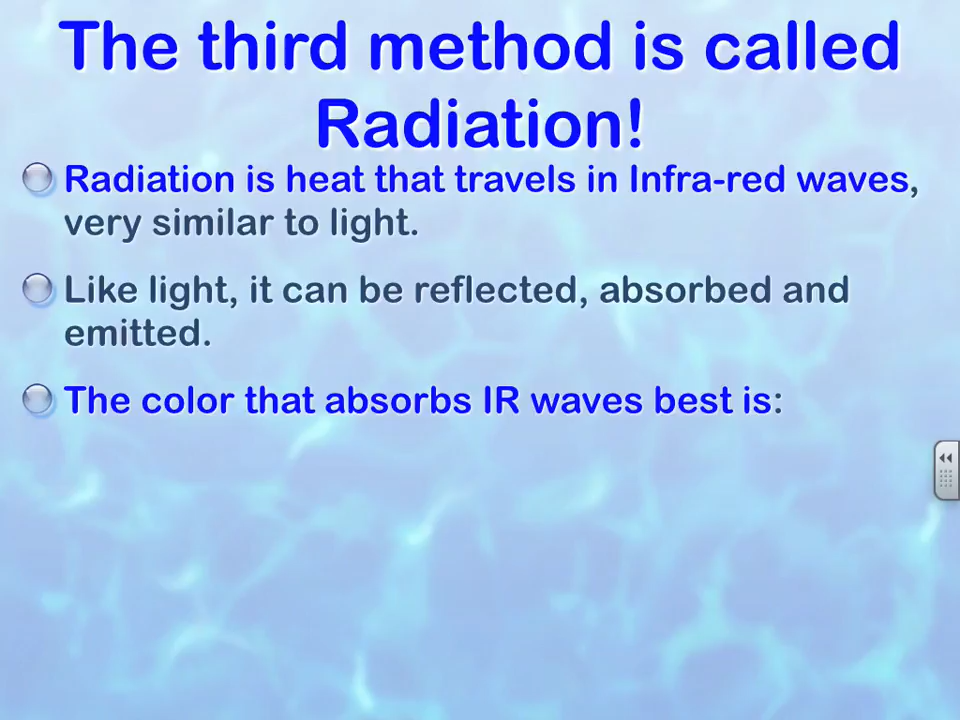 The third method is called
Radiation!
Radiation is heat that travels in Infra-red waves,
very similar to light.
Like light, it can be reflected, absorbed and
emitted.
The color that absorbs IR waves best is: